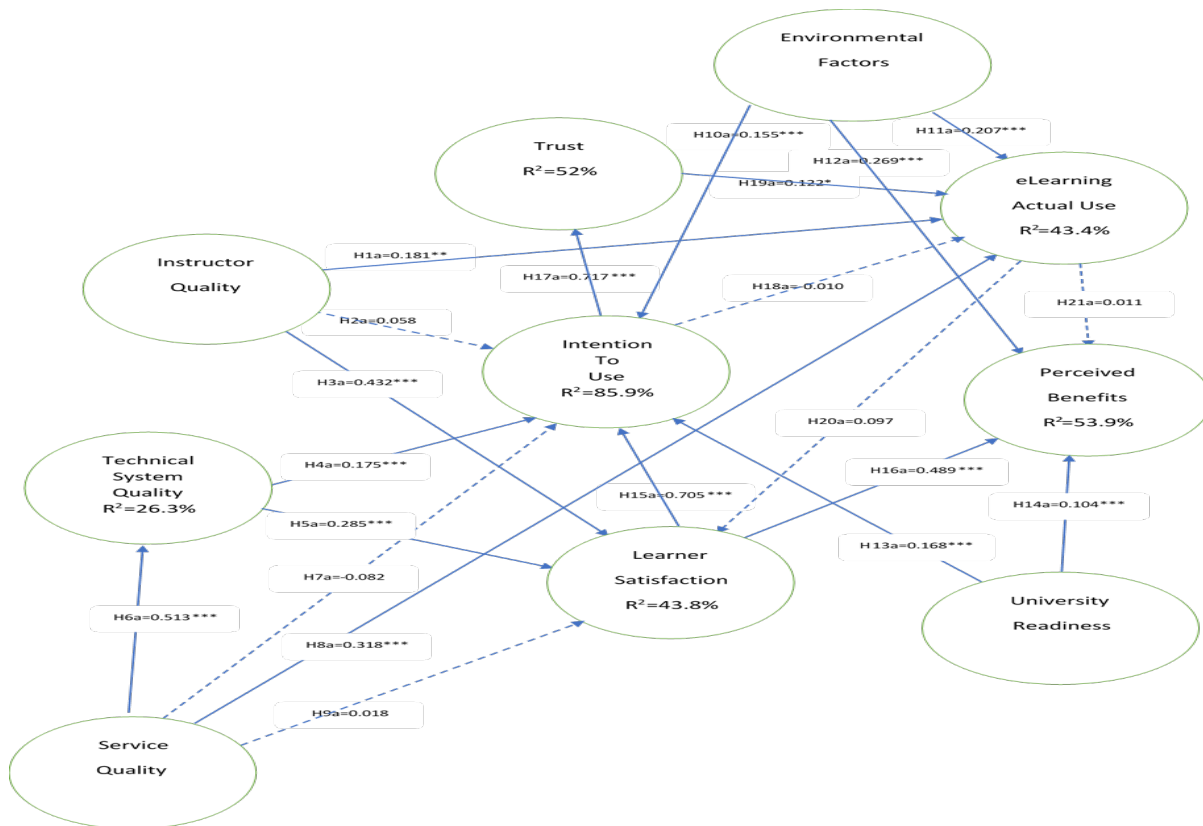 Environmental
Factors
H10a=0.155***
H11a=0.207***
Trust
R²=52%
H12a=0.269***
H19a=0.122*
eLearning
Actual Use
R²=43.4%
Instructor
Quality
H1a=0.181**
H17a=0.717***
H18a=-0.010
H21a=0.011
H2a=0.058
Intention
To
Use
R²=85.9%
H3a=0.432***
Perceived
Benefits
R²=53.9%
H20a=0.097
Technical
System
Quality
R²=26.3%
H4a=0.175***
H16a=0.489***
H15a=0.705***
H14a=0.104***
H5a=0.285***
H13a=0.168***
Learner
Satisfaction
R²=43.8%
H7a=-0.082
University
Readiness
H6a=0.513***
H8a=0.318***
H9a=0.018
Service
Quality